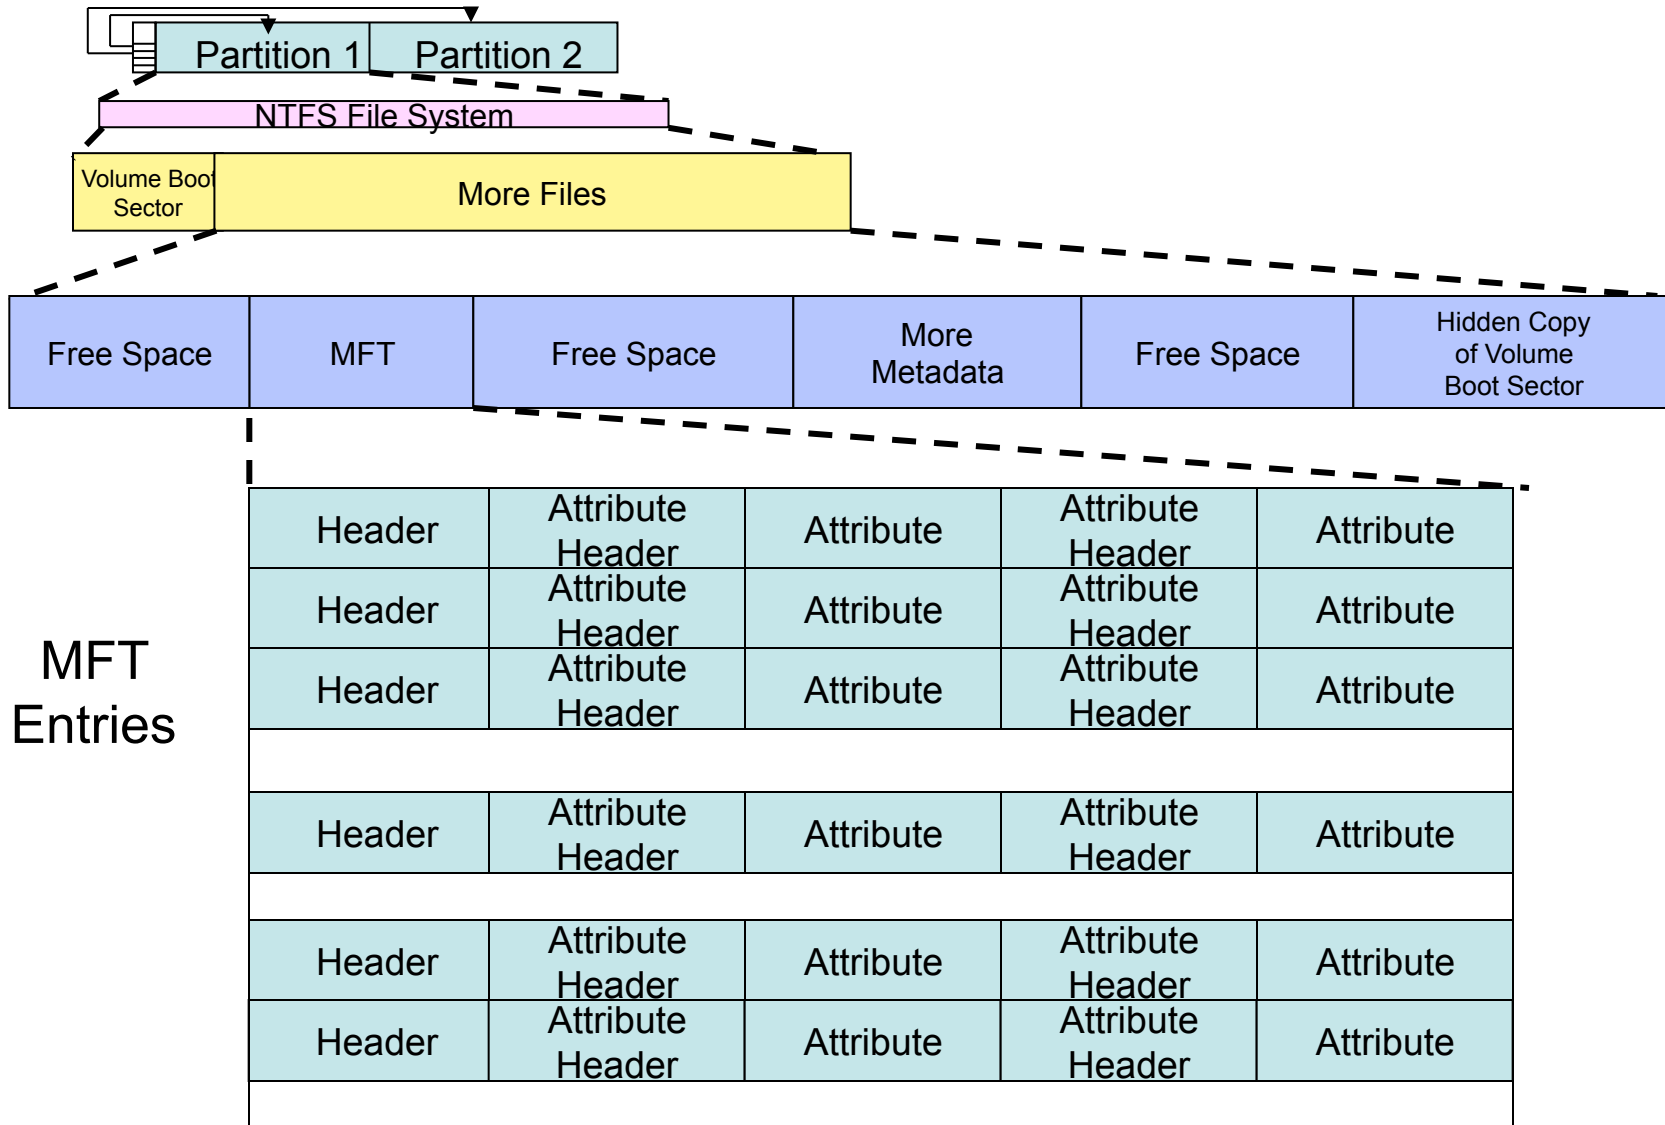 Partition 1
Partition 2
NTFS File System
Volume Boot
Sector
More Files
Free Space
MFT
Free Space
More
Metadata
Free Space
Hidden Copy
of Volume
Boot Sector
MFT
Entries
Header
Attribute
Header
Attribute
Attribute
Header
Attribute
Header
Attribute
Header
Attribute
Attribute
Header
Attribute
Header
Attribute
Header
Attribute
Attribute
Header
Attribute
Header
Attribute
Header
Attribute
Attribute
Header
Attribute
Header
Attribute
Header
Attribute
Attribute
Header
Attribute
Header
Attribute
Header
Attribute
Attribute
Header
Attribute